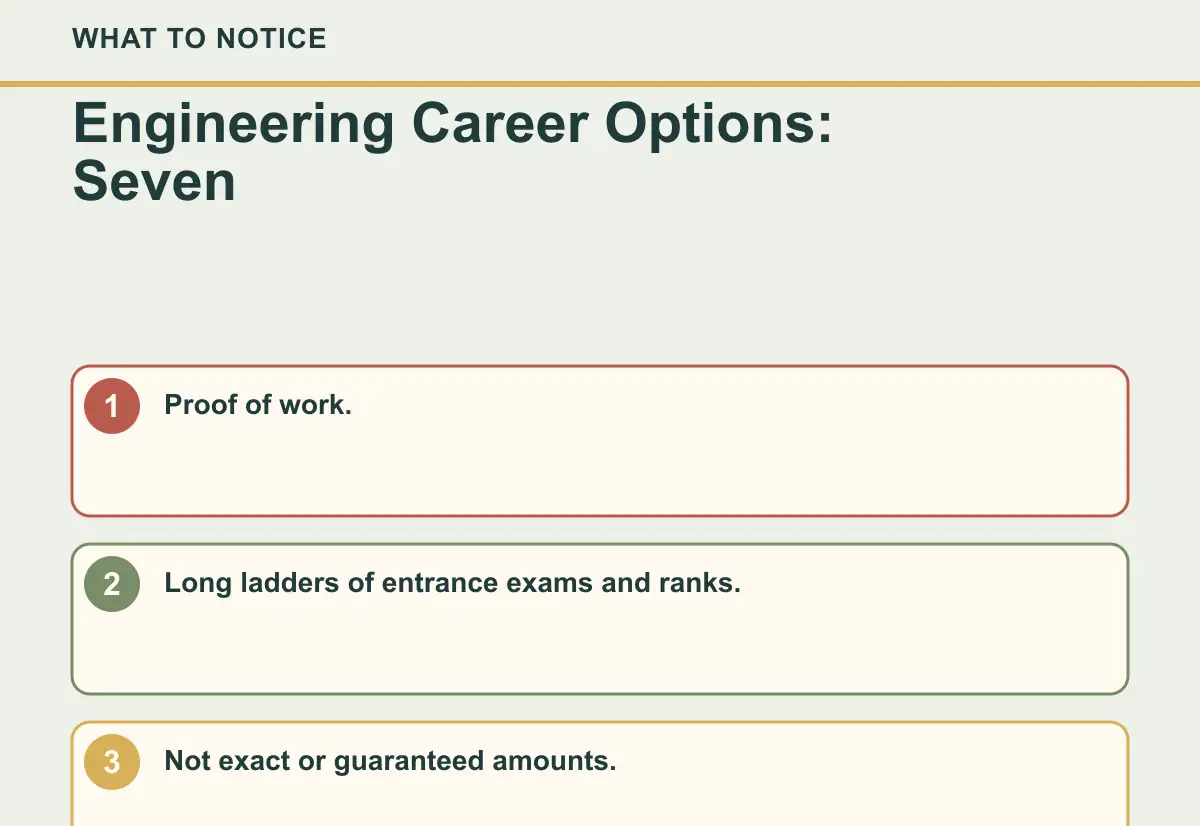 WHAT TO NOTICE
Engineering Career Options:
Seven
1
Proof of work.
2
Long ladders of entrance exams and ranks.
3
Not exact or guaranteed amounts.